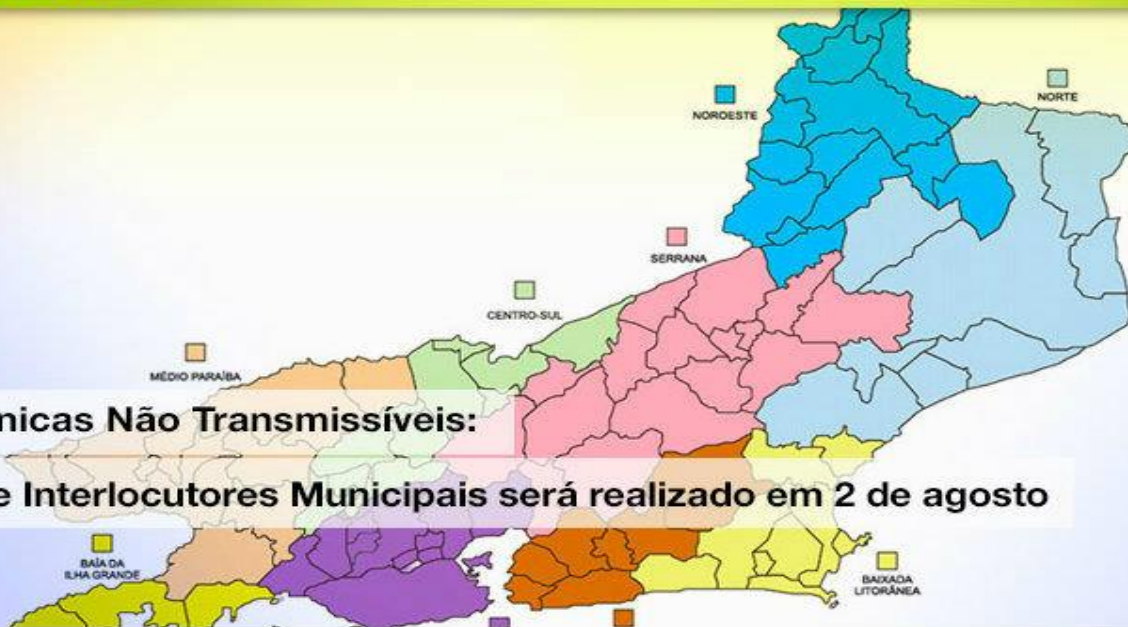 NORTE
NOROESTE
SERRANA
CENTRO-SUL
MÉDIO PARAÍBA
nicas Não Transmissíveis:
e Interlocutores Municipais será realizado em 2 de agosto
BAÍA DA
ILHA GRANDE
BAIXADA
LITORÂNEA